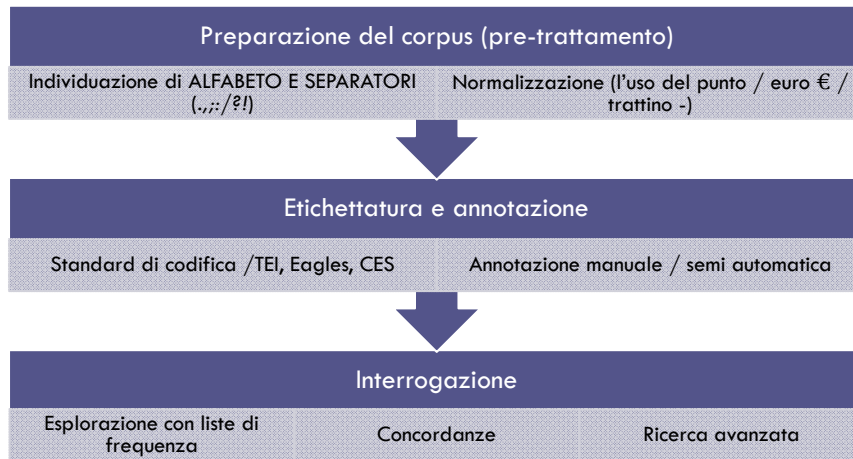 Preparazione del corpus (pre-trattamento)
Individuazione di ALFABETO E SEPARATORI
(.,;:/?!)
Normalizzazione (l'uso del punto / euro € /
trattino -)
Etichettatura e annotazione
Standard di codifica /TEI, Eagles, CES
Annotazione manuale / semi automatica
Interrogazione
Esplorazione con liste di
frequenza
Concordanze
Ricerca avanzata